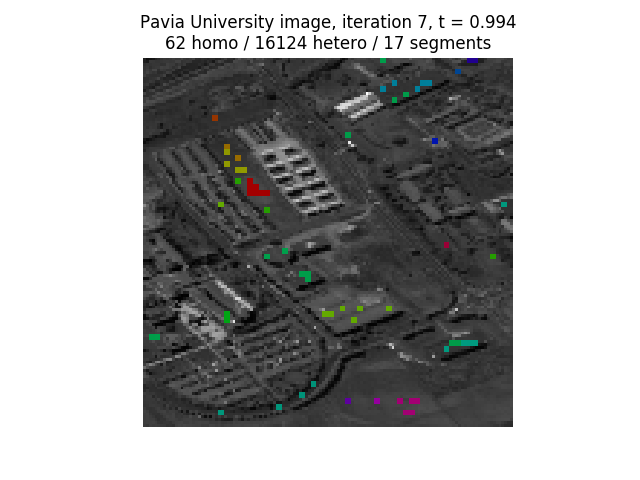 Pavia University image, iteration 7, t = 0.994
62 homo / 16124 hetero / 17 segments